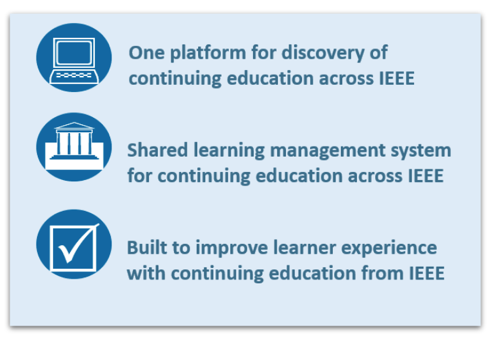 One platform for discovery of
continuing education across IEEE
Shared learning management system
for continuing education across IEEE
Built to improve learner experience
with continuing education from IEEE